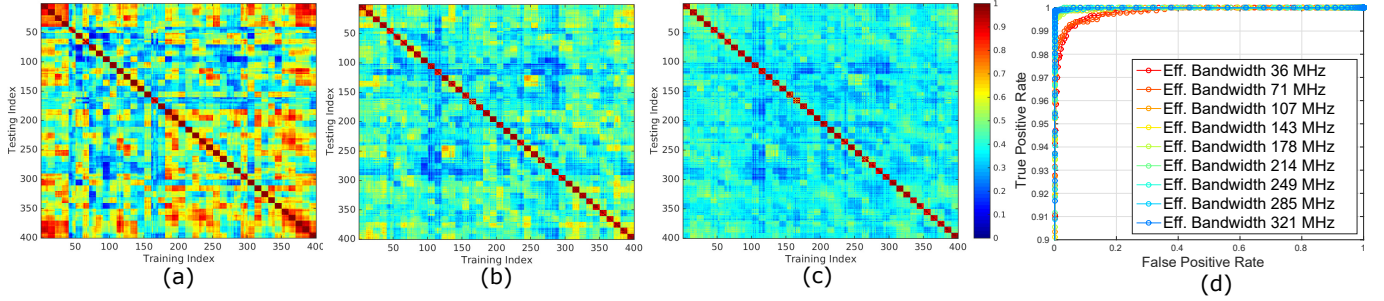 50
100
150
200
250
300
350
400
50 100 150 200 250 300 350 400
Testing Index
Training Index
(a)
50
100
150
200
250
300
350
400
50 100 150 200 250 300 350 400
Testing Index
Training Index
(b)
50
100
150
200
250
300
350
400
50 100 150 200 250 300 350 400
Testing Index
Training Index
(c)
1
0.9
0.8
0.7
0.6
0.5
0.4
0.3
0.2
0.1
0
1
0.99
0.98
0.97
0.96
0.95
0.94
0.93
0.92
0.91
0.9
True Positive Rate
Eff. Bandwidth 36 MHz
Eff. Bandwidth 71 MHz
Eff. Bandwidth 107 MHz
Eff. Bandwidth 143 MHz
Eff. Bandwidth 178 MHz
Eff. Bandwidth 214 MHz
Eff. Bandwidth 249 MHz
Eff. Bandwidth 285 MHz
Eff. Bandwidth 321 MHz
0 0.2 0.4 0.6 0.8 1
False Positive Rate
(d)